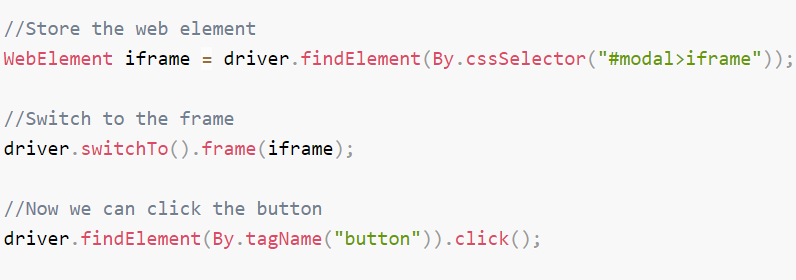 //Store the web element
WebElement iframe = driver.findElement(By.cssSelector("#modal>iframe"));
//Switch to the frame
driver.switchTo().frame(iframe);
//Now we can click the button
driver.findElement(By.tagName("button")).click();